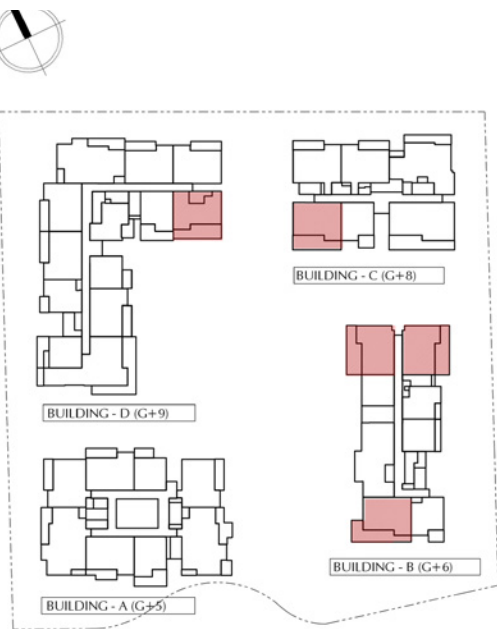 BUILDING - C (G+8)
BUILDING - D (G+9)
BUILDING - B (G+6)
BUILDING - A (G+5)